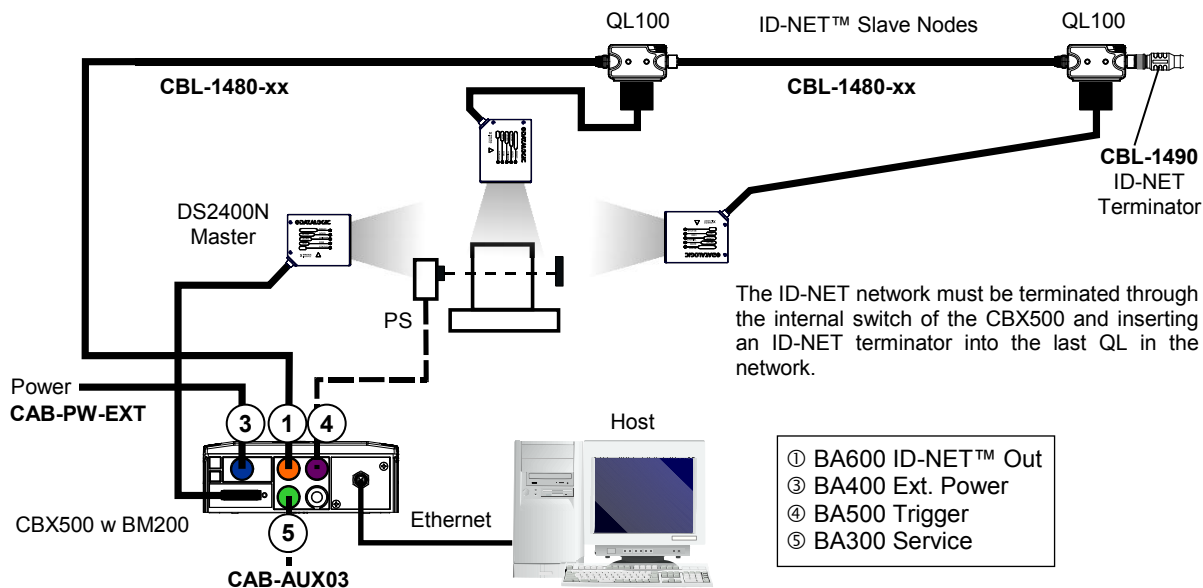 QL100
ID-NET™ Slave Nodes
QL100
CBL-1480-xx
CBL-1480-xx
CBL-1490
ID-NET
Terminator
DATALOGIC
DS2400N
Master
DATALOGIC
DATALOGIC
PS
The ID-NET network must be terminated through
the internal switch of the CBX500 and inserting
an ID-NET terminator into the last QL in the
network.
Power
CAB-PW-EXT
3
1
4
Host
① BA600 ID-NET™ Out
③ BA400 Ext. Power
④ BA500 Trigger
⑤ BA300 Service
CBX500 w BM200
5
Ethernet
CAB-AUX03